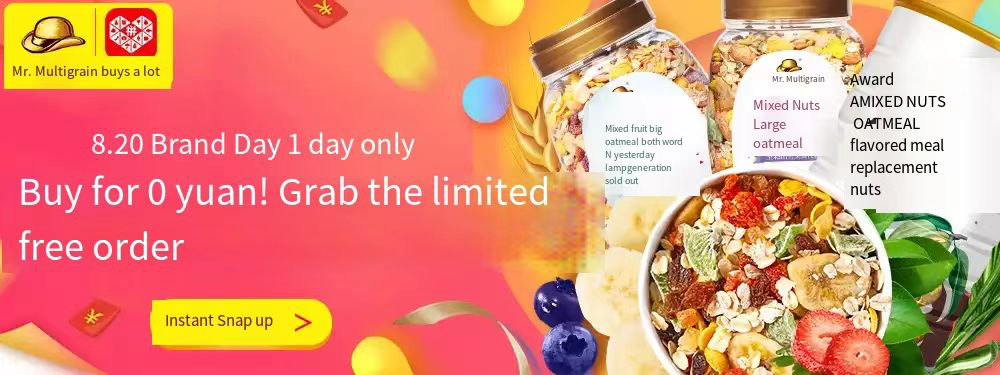 Mr. Multigrain buys a lot
8.20 Brand Day 1 day only
Buy for 0 yuan! Grab the limited
free order
Instant Snap up >
Mixed fruit big
oatmeal both word
N yesterday
lampgeneration
sold out
Mr. Multigrain
Mixed Nuts
Large
oatmeal
Award
AMIXED NUTS
OATMEAL
flavored meal
replacement
nuts